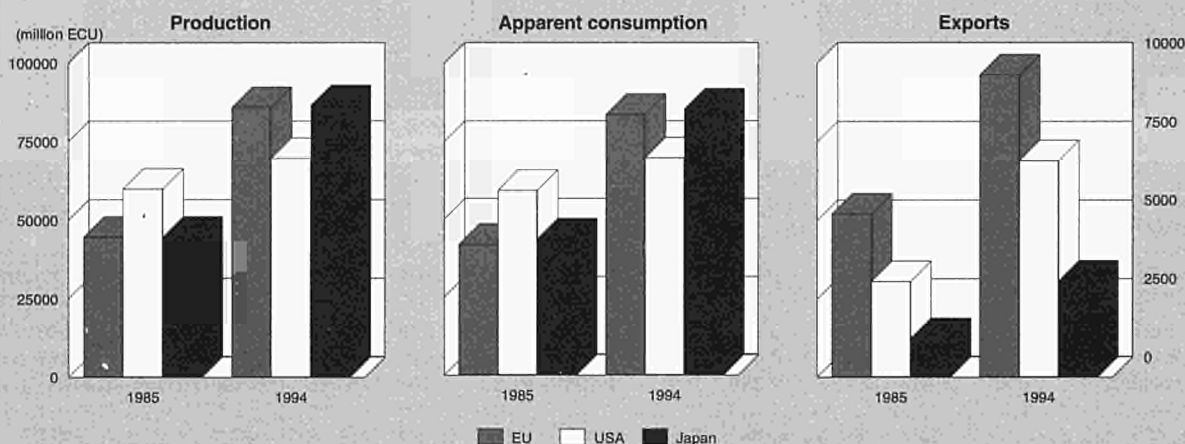 Production
Apparent consumption
Exports
(million ECU)
100000
75000
50000
25000
0
10000
7500
5000
2500
0
1985
1994
1985
1994
1985
1994
EU
USA
Japan